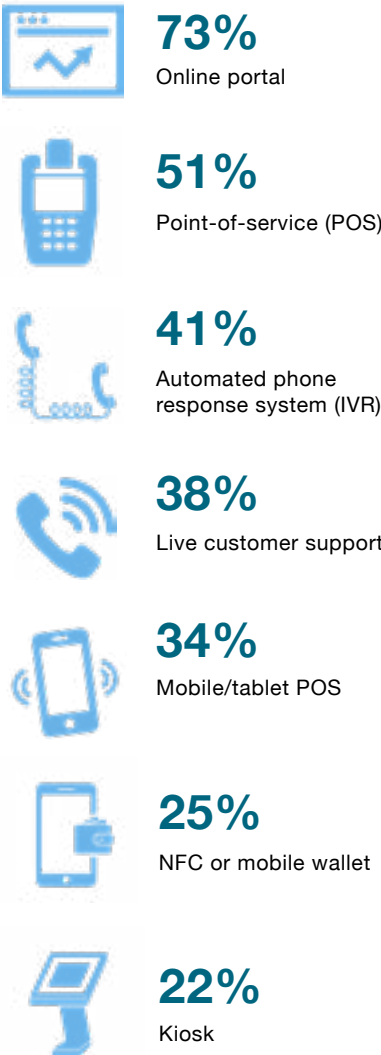 73%
Online portal
51%
Point-of-service (POS)
41%
Automated phone
response system (IVR)
38%
Live customer support
34%
Mobile/tablet POS
25%
NFC or mobile wallet
22%
Kiosk